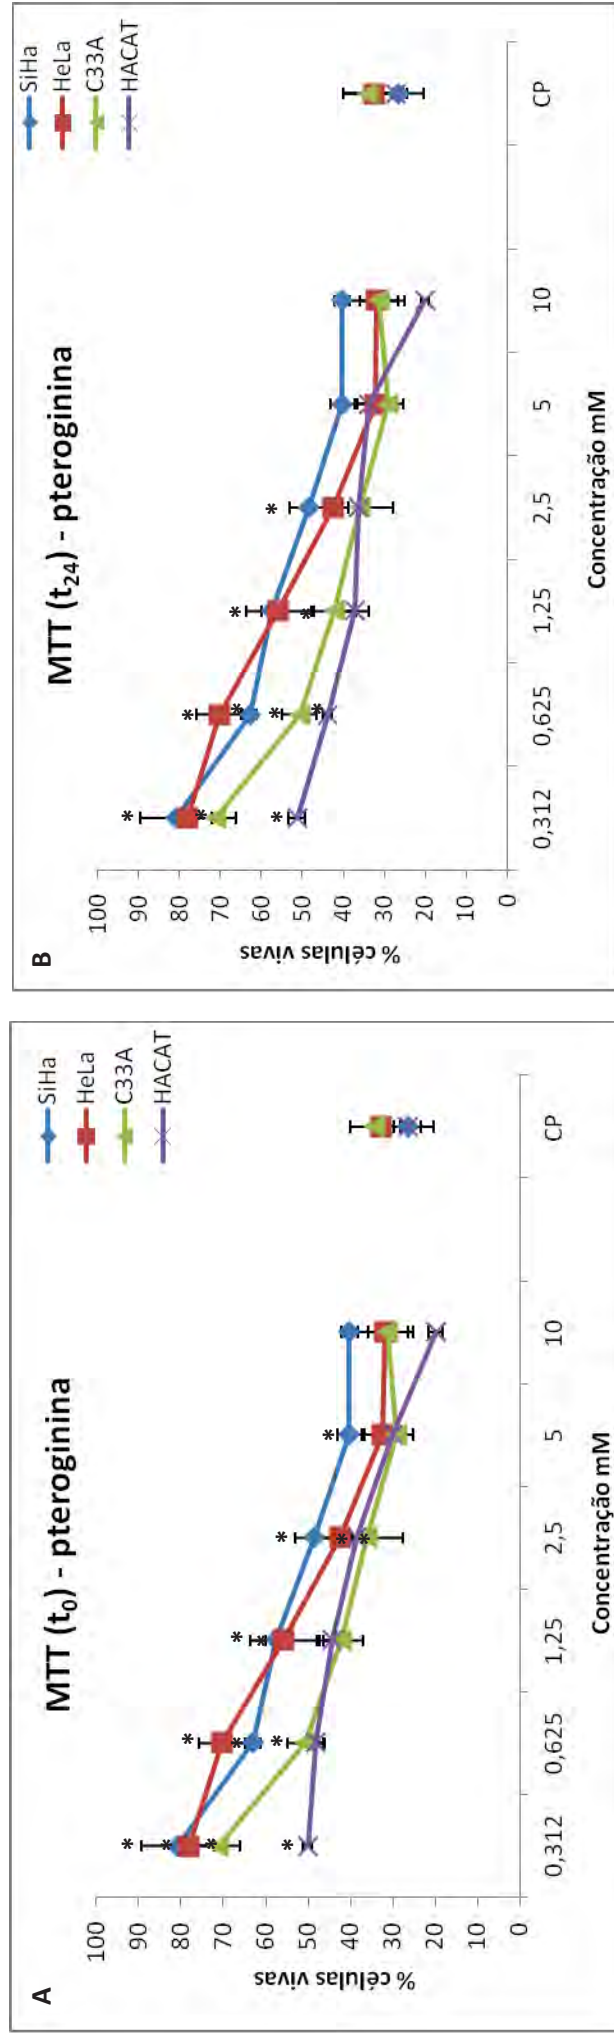 A
MTT (t0) - pteroginina
SiHa
HeLa
C33A
HACAT
% células vivas
100
90
80
70
60
50
40
30
20
10
0
0,312
0,625
1,25
2,5
5
10
CP
Concentração mM
B
MTT (t24) - pteroginina
SiHa
HeLa
C33A
HACAT
% células vivas
100
90
80
70
60
50
40
30
20
10
0
0,312
0,625
1,25
2,5
5
10
CP
Concentração mM